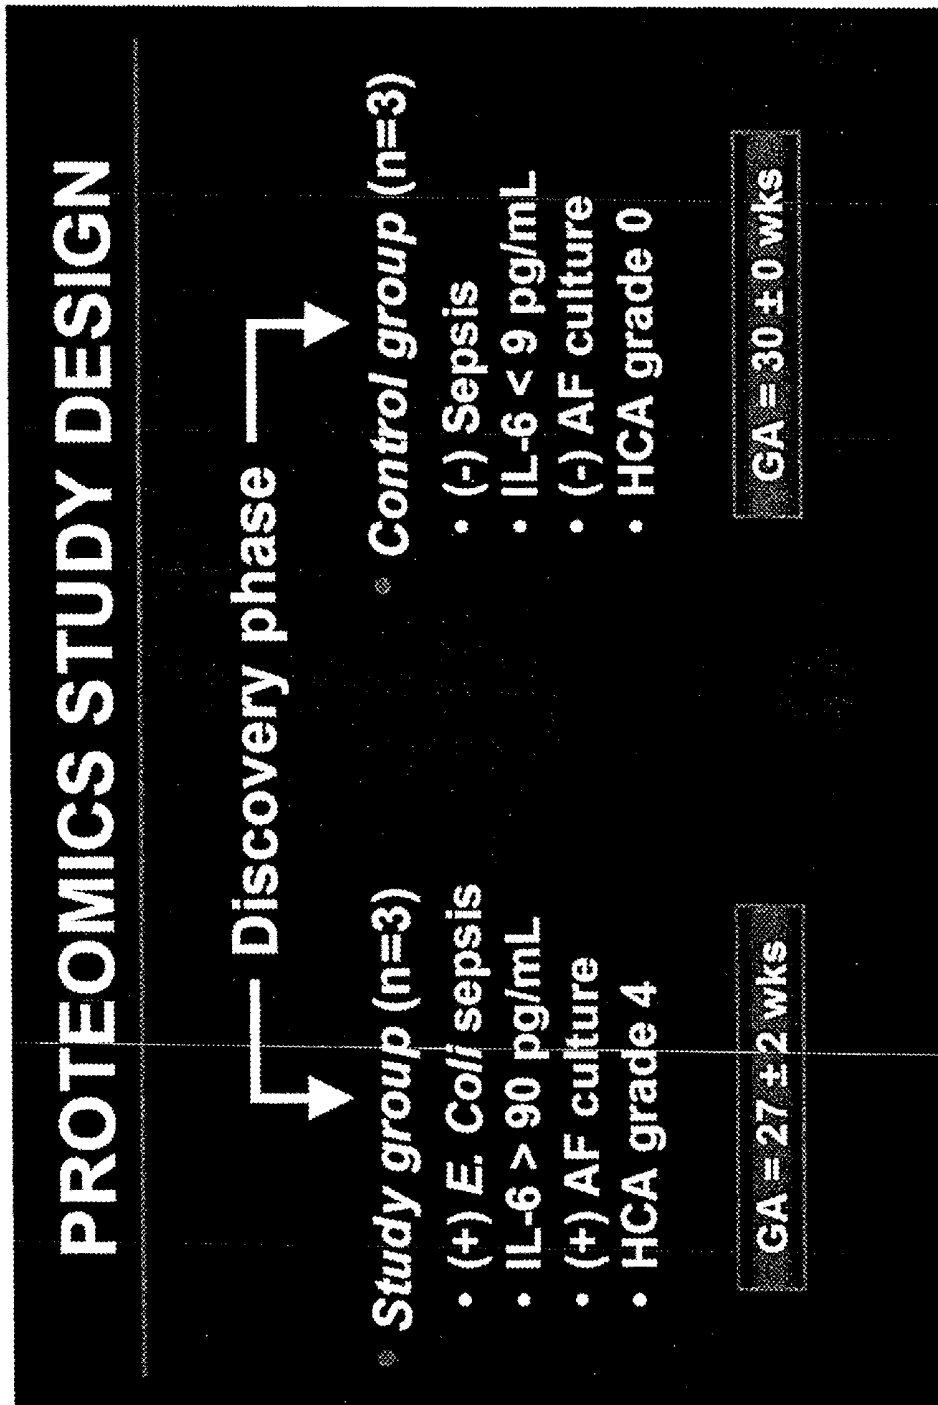 PROTEOMICS STUDY DESIGN
Discovery phase
• Study group (n=3)
• (+) E. Coli sepsis
• IL-6 > 90 pg/mL
• (+) AF culture
• HCA grade 4
GA = 27 ± 2 wks
• Control group (n=3)
• (-) Sepsis
• IL-6 < 9 pg/mL
• (-) AF culture
• HCA grade 0
GA = 30 ± 0 wks